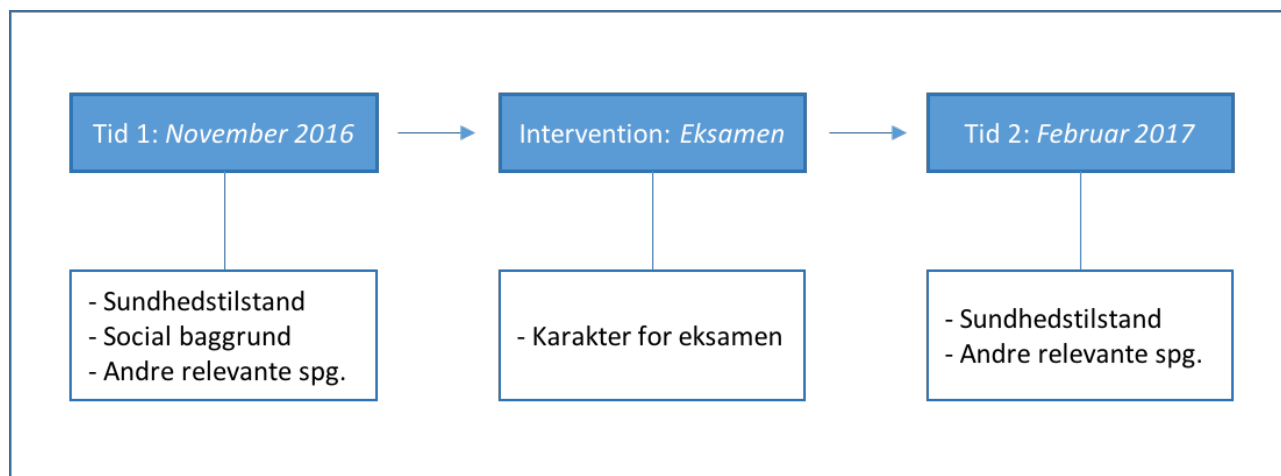 Tid 1: November 2016
Intervention: Eksamen
Tid 2: Februar 2017
- Sundhedstilstand
- Social baggrund
- Andre relevante spg.
- Karakter for eksamen
- Sundhedstilstand
- Andre relevante spg.